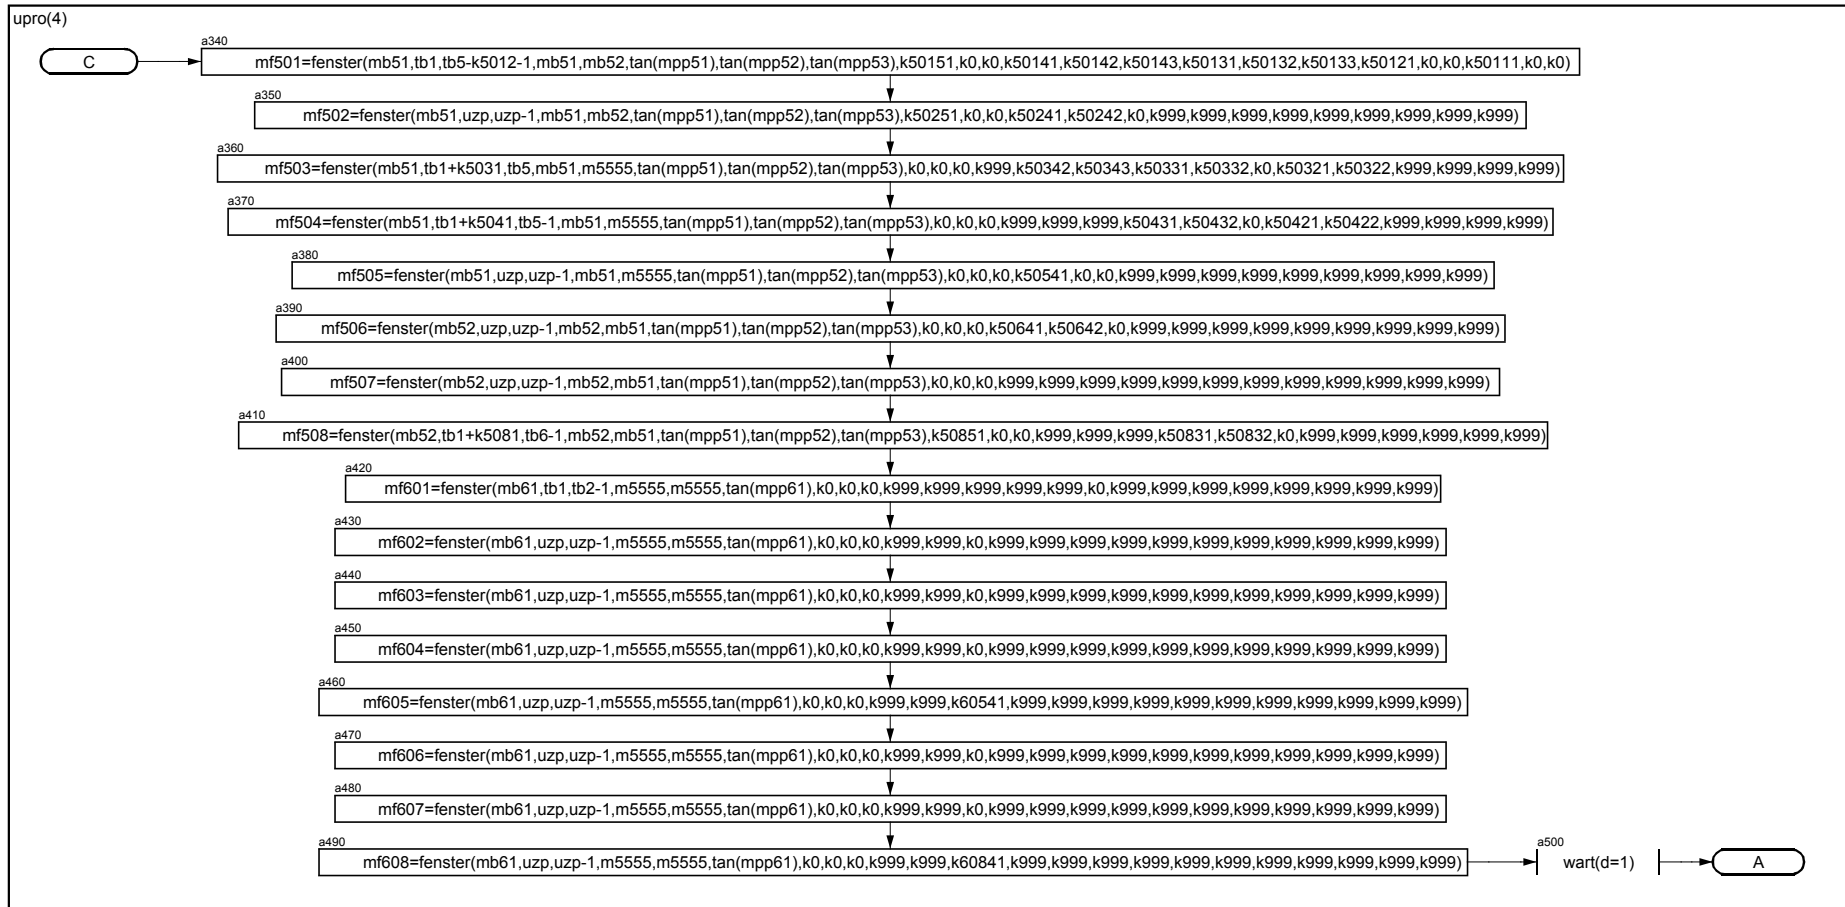 upro(4)
C
a340
mf501=fenster(mb51,tb1,tb5-k5012-1,mb51,mb52,tan(mpp51),tan(mpp52),tan(mpp53),k50151,k0,k0,k50141,k50142,k50143,k50131,k50132,k50133,k50121,k0,k0,k50111,k0,k0)
a350
mf502=fenster(mb51,uzp,uzp-1,mb51,mb52,tan(mpp51),tan(mpp52),tan(mpp53),k50251,k0,k0,k50241,k50242,k0,k999,k999,k999,k999,k999,k999,k999,k999,k999)
a360
mf503=fenster(mb51,tb1+k5031,tb5,mb51,m5555,tan(mpp51),tan(mpp52),tan(mpp53),k0,k0,k0,k999,k50342,k50343,k50331,k50332,k0,k50321,k50322,k999,k999,k999,k999)
a370
mf504=fenster(mb51,tb1+k5041,tb5-1,mb51,m5555,tan(mpp51),tan(mpp52),tan(mpp53),k0,k0,k0,k999,k999,k999,k50431,k50432,k0,k50421,k50422,k999,k999,k999,k999)
a380
mf505=fenster(mb51,uzp,uzp-1,mb51,m5555,tan(mpp51),tan(mpp52),tan(mpp53),k0,k0,k0,k50541,k0,k0,k999,k999,k999,k999,k999,k999,k999,k999,k999)
a390
mf506=fenster(mb52,uzp,uzp-1,mb52,mb51,tan(mpp51),tan(mpp52),tan(mpp53),k0,k0,k0,k50641,k50642,k0,k999,k999,k999,k999,k999,k999,k999,k999,k999)
a400
mf507=fenster(mb52,uzp,uzp-1,mb52,mb51,tan(mpp51),tan(mpp52),tan(mpp53),k0,k0,k0,k999,k999,k999,k999,k999,k999,k999,k999,k999,k999,k999,k999)
a410
mf508=fenster(mb52,tb1+k5081,tb6-1,mb52,mb51,tan(mpp51),tan(mpp52),tan(mpp53),k50851,k0,k0,k999,k999,k999,k50831,k50832,k0,k999,k999,k999,k999,k999,k999)
a420
mf601=fenster(mb61,tb1,tb2-1,m5555,m5555,tan(mpp61),k0,k0,k0,k999,k999,k999,k999,k999,k0,k999,k999,k999,k999,k999,k999,k999,k999)
a430
mf602=fenster(mb61,uzp,uzp-1,m5555,m5555,tan(mpp61),k0,k0,k0,k999,k999,k0,k999,k999,k999,k999,k999,k999,k999,k999,k999,k999,k999)
a440
mf603=fenster(mb61,uzp,uzp-1,m5555,m5555,tan(mpp61),k0,k0,k0,k999,k999,k0,k999,k999,k999,k999,k999,k999,k999,k999,k999,k999,k999)
a450
mf604=fenster(mb61,uzp,uzp-1,m5555,m5555,tan(mpp61),k0,k0,k0,k999,k999,k0,k999,k999,k999,k999,k999,k999,k999,k999,k999,k999,k999)
a460
mf605=fenster(mb61,uzp,uzp-1,m5555,m5555,tan(mpp61),k0,k0,k0,k999,k999,k60541,k999,k999,k999,k999,k999,k999,k999,k999,k999,k999,k999)
a470
mf606=fenster(mb61,uzp,uzp-1,m5555,m5555,tan(mpp61),k0,k0,k0,k999,k999,k0,k999,k999,k999,k999,k999,k999,k999,k999,k999,k999,k999)
a480
mf607=fenster(mb61,uzp,uzp-1,m5555,m5555,tan(mpp61),k0,k0,k0,k999,k999,k0,k999,k999,k999,k999,k999,k999,k999,k999,k999,k999,k999)
a490
mf608=fenster(mb61,uzp,uzp-1,m5555,m5555,tan(mpp61),k0,k0,k0,k999,k999,k60841,k999,k999,k999,k999,k999,k999,k999,k999,k999,k999,k999)
a500
wart(d=1)
A